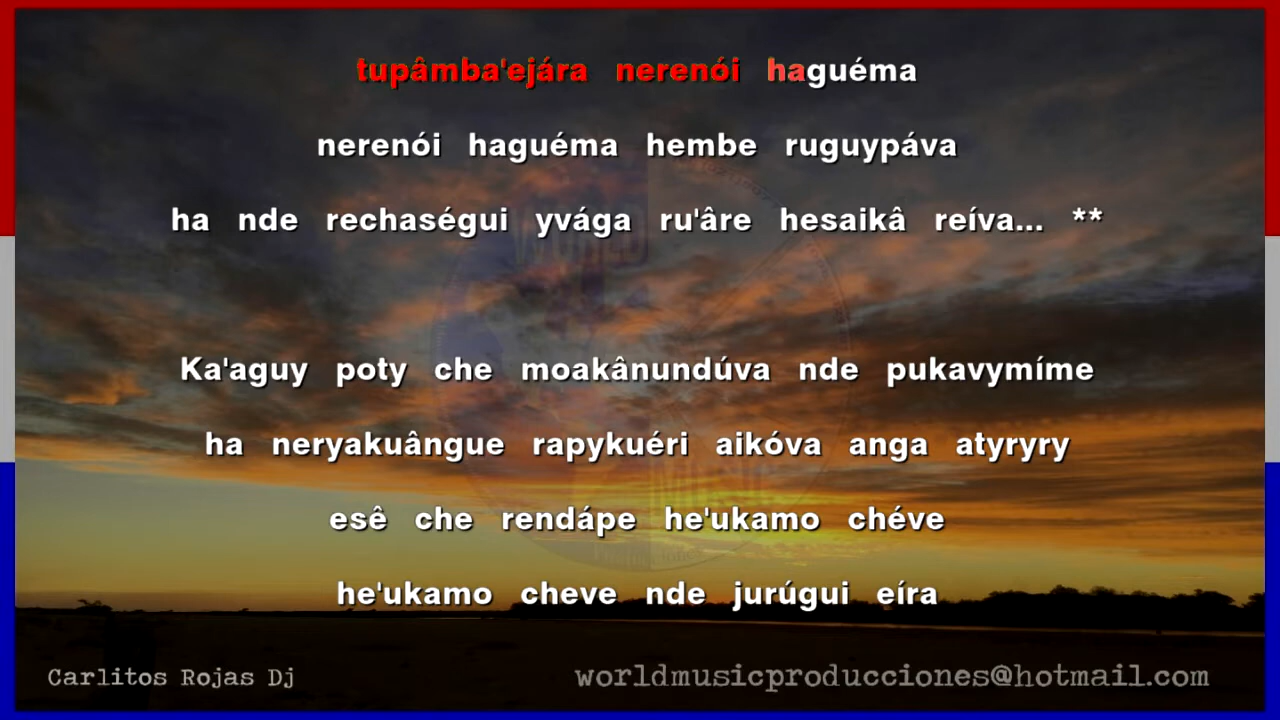 tupâmba'ejára nerenói haguéma
nerenói haguéma hembe ruguypáva
ha nde rechaségui yvága ru'âre hesaikâ reíva... **
Ka'aguy poty che moakânundúva nde pukavymíme
ha neryakuângue rapykuéri aikóva anga atyryry
esê che rendápe he'ukamo chéve
he'ukamo cheve nde jurúgui eíra
Carlitos Rojas Dj
worldmusicproducciones@hotmail.com
WORLD
MUSIC